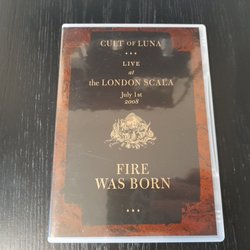 CULT OF LUNA
LIVE
at
the LONDON SCALA
July 1st
2008
FIRE
WAS BORN